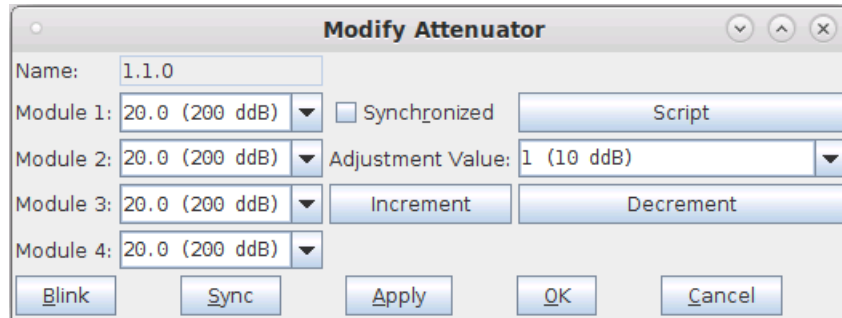 Modify Attenuator
Name: 1.1.0
Module 1: 20.0 (200 ddB) Synchronized Script
Module 2: 20.0 (200 ddB) Adjustment Value: 1 (10 ddB)
Module 3: 20.0 (200 ddB) Increment Decrement
Module 4: 20.0 (200 ddB)
Blink Sync Apply OK Cancel